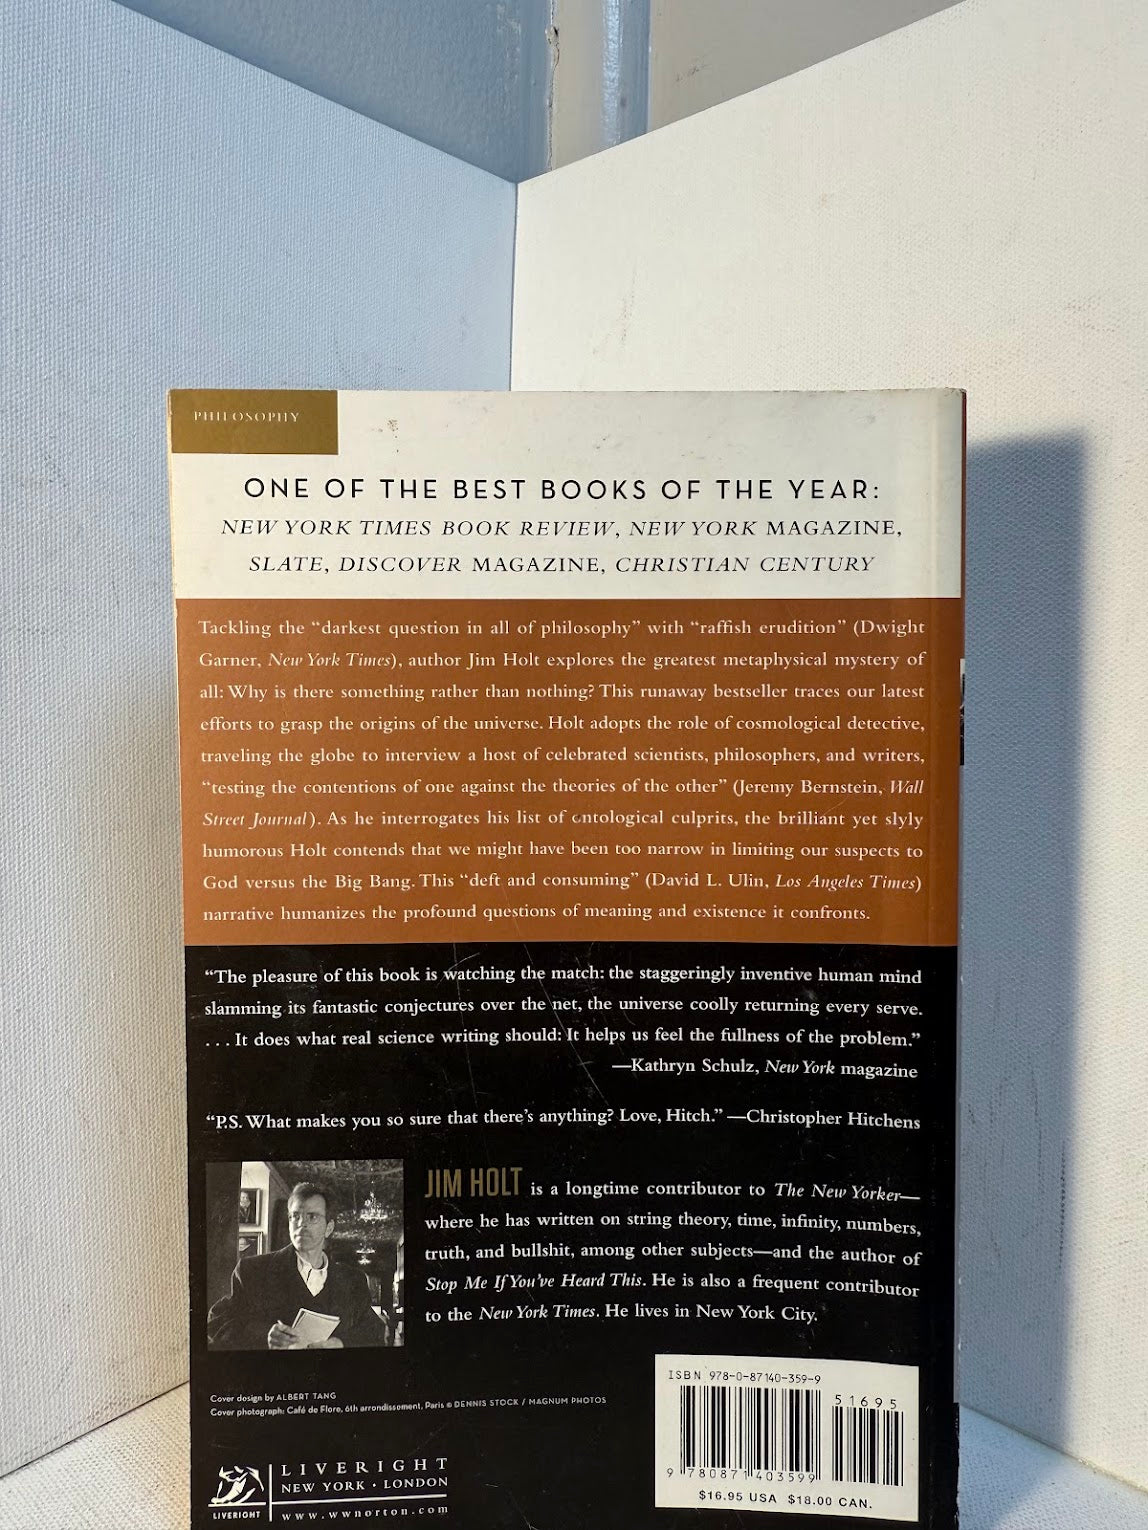 PHILOSOPHY
ONE OF THE BEST BOOKS OF THE YEAR:
NEW YORK TIMES BOOK REVIEW, NEW YORK MAGAZINE,
SLATE, DISCOVER MAGAZINE, CHRISTIAN CENTURY
Tackling the “darkest question in all of philosophy” with “raffish erudition” (Dwight
Garner, New York Times), author Jim Holt explores the greatest metaphysical mystery of
all: Why is there something rather than nothing? This runaway bestseller traces our latest
efforts to grasp the origins of the universe. Holt adopts the role of cosmological detective,
traveling the globe to interview a host of celebrated scientists, philosophers, and writers,
“testing the contentions of one against the theories of the other” (Jeremy Bernstein, Wall
Street Journal). As he interrogates his list of ontological culprits, the brilliant yet slyly
humorous Holt contends that we might have been too narrow in limiting our suspects to
God versus the Big Bang. This “deft and consuming” (David L. Ulin, Los Angeles Times)
narrative humanizes the profound questions of meaning and existence it confronts.
“The pleasure of this book is watching the match: the staggeringly inventive human mind
slamming its fantastic conjectures over the net, the universe coolly returning every serve.
. . . It does what real science writing should: It helps us feel the fullness of the problem.”
—Kathryn Schulz, New York magazine
“P.S. What makes you so sure that there’s anything? Love, Hitch.” —Christopher Hitchens
JIM HOLT is a longtime contributor to The New Yorker—
where he has written on string theory, time, infinity, numbers,
truth, and bullshit, among other subjects—and the author of
Stop Me If You’ve Heard This. He is also a frequent contributor
to the New York Times. He lives in New York City.
Cover design by ALBERT TANG
Cover photograph: Café de Flore, 6th arrondissement, Paris © DENNIS STOCK / MAGNUM PHOTOS
LIVERIGHT
NEW YORK • LONDON
LIVERIGHT
www.wwnorton.com
ISBN 978-0-87140-359-9
51695
9 780871 403599
$16.95 USA $18.00 CAN.